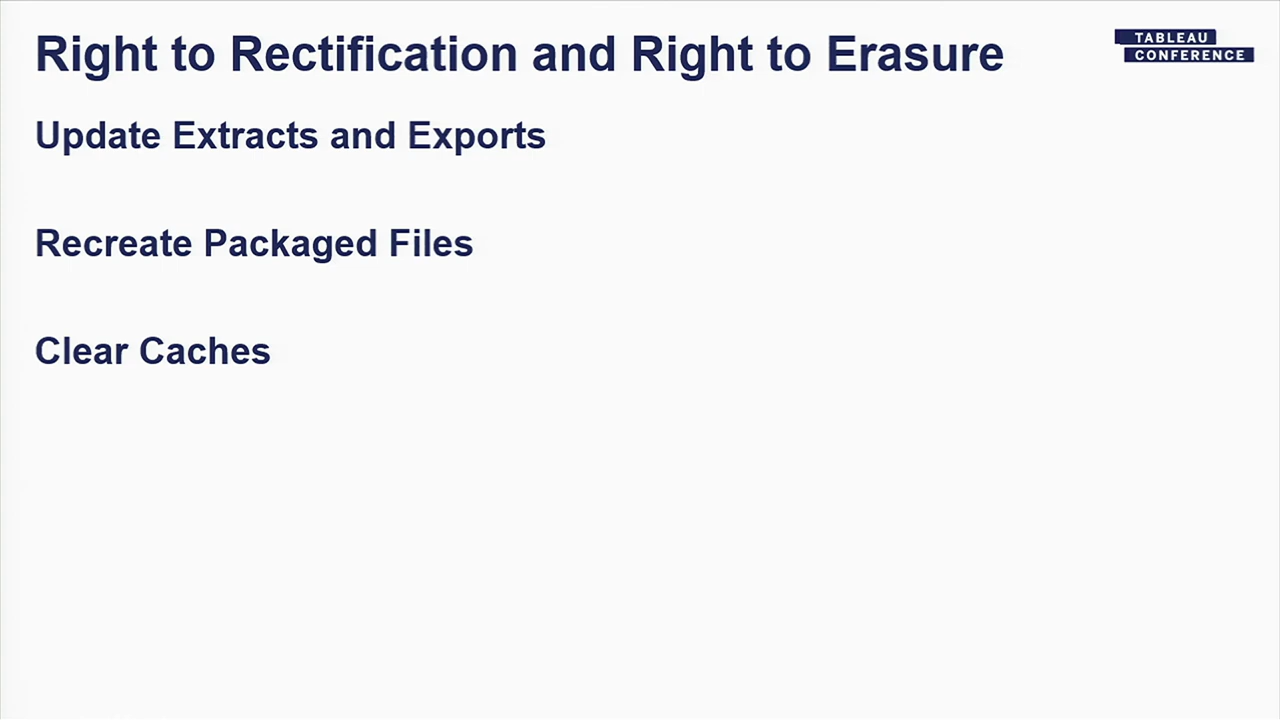 Right to Rectification and Right to Erasure
TABLEAU
CONFERENCE
Update Extracts and Exports
Recreate Packaged Files
Clear Caches